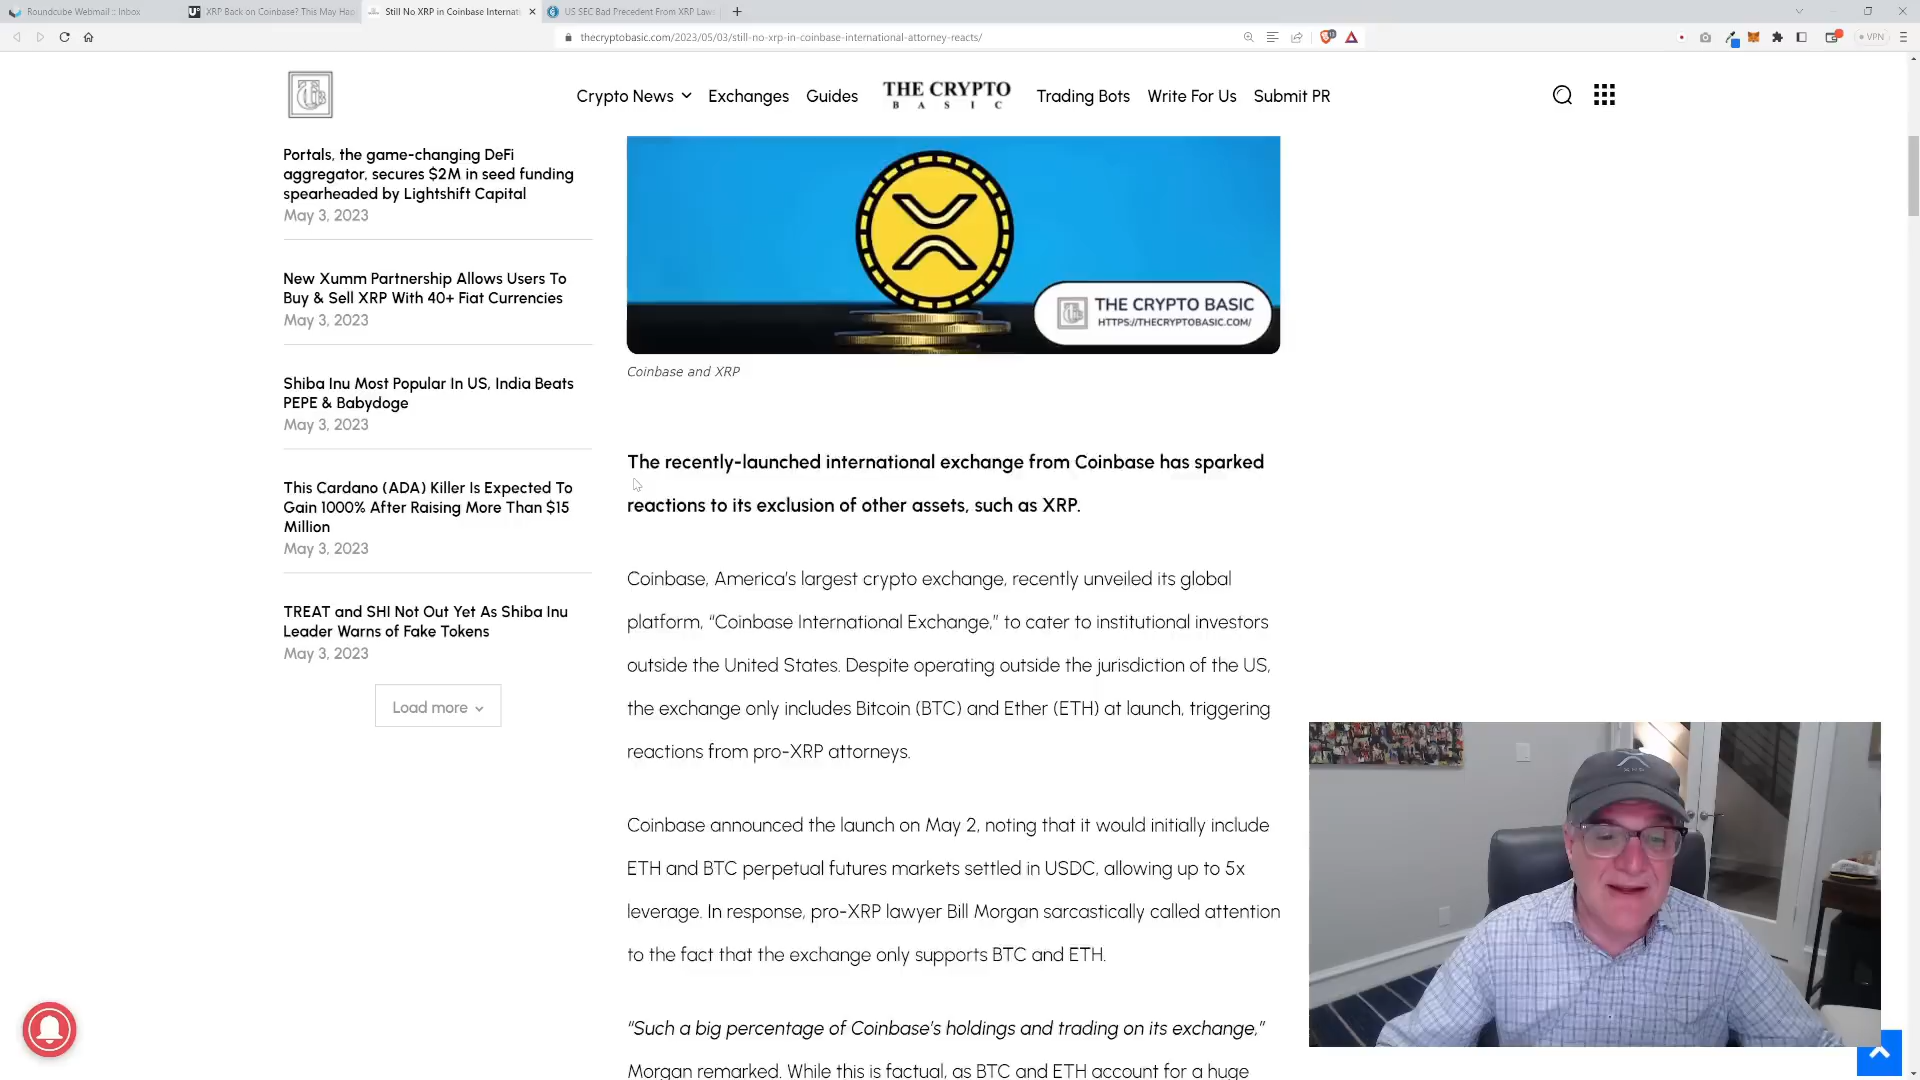 Roundcube Webmail :: Inbox
XRP Back on Coinbase? This May Hap
Still No XRP in Coinbase Internati
US SEC Bad Precedent From XRP Laws
thecryptobasic.com/2023/05/03/still-no-xrp-in-coinbase-international-attorney-reacts/
VPN
Crypto News
Exchanges
Guides
THE CRYPTO
BASIC
Trading Bots
Write For Us
Submit PR
Portals, the game-changing DeFi
aggregator, secures $2M in seed funding
spearheaded by Lightshift Capital
May 3, 2023
New Xumm Partnership Allows Users To
Buy & Sell XRP With 40+ Fiat Currencies
May 3, 2023
Shiba Inu Most Popular In US, India Beats
PEPE & Babydoge
May 3, 2023
This Cardano (ADA) Killer Is Expected To
Gain 1000% After Raising More Than $15
Million
May 3, 2023
TREAT and SHI Not Out Yet As Shiba Inu
Leader Warns of Fake Tokens
May 3, 2023
Load more
THE CRYPTO BASIC
HTTPS://THECRYPTOBASIC.COM/
Coinbase and XRP
The recently-launched international exchange from Coinbase has sparked
reactions to its exclusion of other assets, such as XRP.
Coinbase, America's largest crypto exchange, recently unveiled its global
platform, “Coinbase International Exchange,” to cater to institutional investors
outside the United States. Despite operating outside the jurisdiction of the US,
the exchange only includes Bitcoin (BTC) and Ether (ETH) at launch, triggering
reactions from pro-XRP attorneys.
Coinbase announced the launch on May 2, noting that it would initially include
ETH and BTC perpetual futures markets settled in USDC, allowing up to 5x
leverage. In response, pro-XRP lawyer Bill Morgan sarcastically called attention
to the fact that the exchange only supports BTC and ETH.
“Such a big percentage of Coinbase's holdings and trading on its exchange,”
Morgan remarked. While this is factual, as BTC and ETH account for a huge
XRP